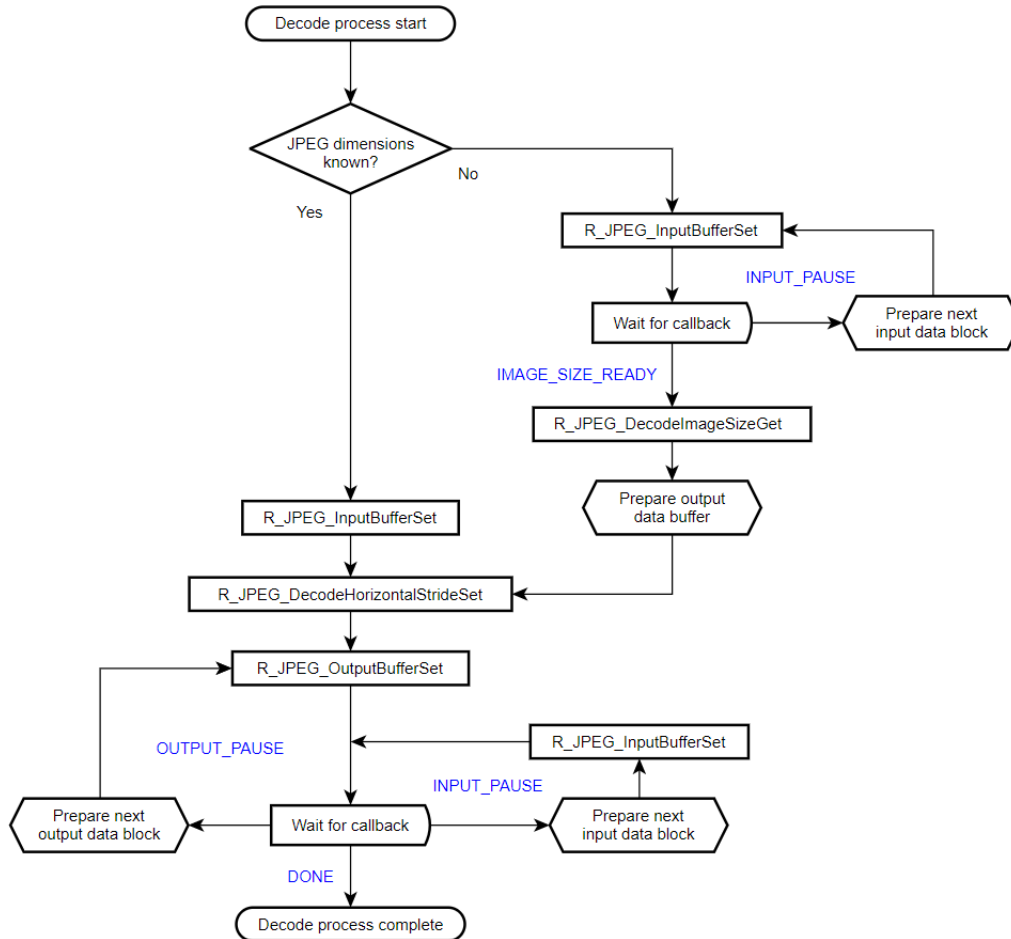 Decode process start
JPEG dimensions
known?
No
Yes
R_JPEG_InputBufferSet
INPUT_PAUSE
Wait for callback
Prepare next
input data block
IMAGE_SIZE_READY
R_JPEG_DecodeImageSizeGet
Prepare output
data buffer
R_JPEG_InputBufferSet
R_JPEG_DecodeHorizontalStrideSet
R_JPEG_OutputBufferSet
R_JPEG_InputBufferSet
OUTPUT_PAUSE
INPUT_PAUSE
Prepare next
output data block
Wait for callback
Prepare next
input data block
DONE
Decode process complete